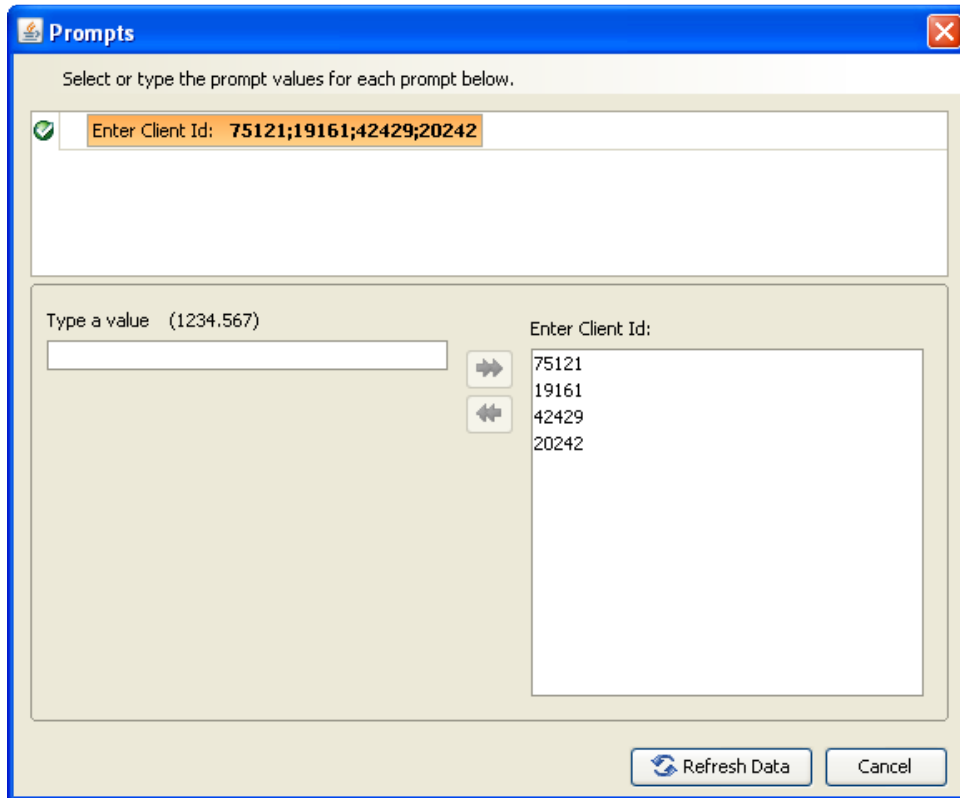 Prompts
Select or type the prompt values for each prompt below.
Enter Client Id: 75121;19161;42429;20242
Type a value (1234.567)
Enter Client Id:
75121
19161
42429
20242
Refresh Data
Cancel